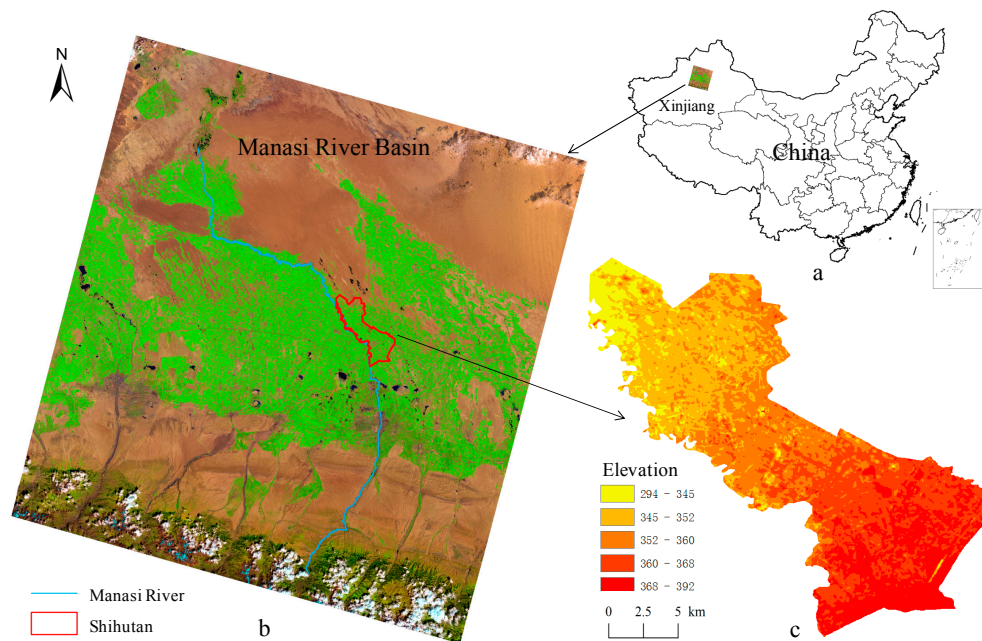 N
Manasi River Basin
Xinjiang
China
a
Elevation
294 - 345
345 - 352
352 - 360
360 - 368
368 - 392
0 2.5 5 km
Manasi River
Shihutan
b
c